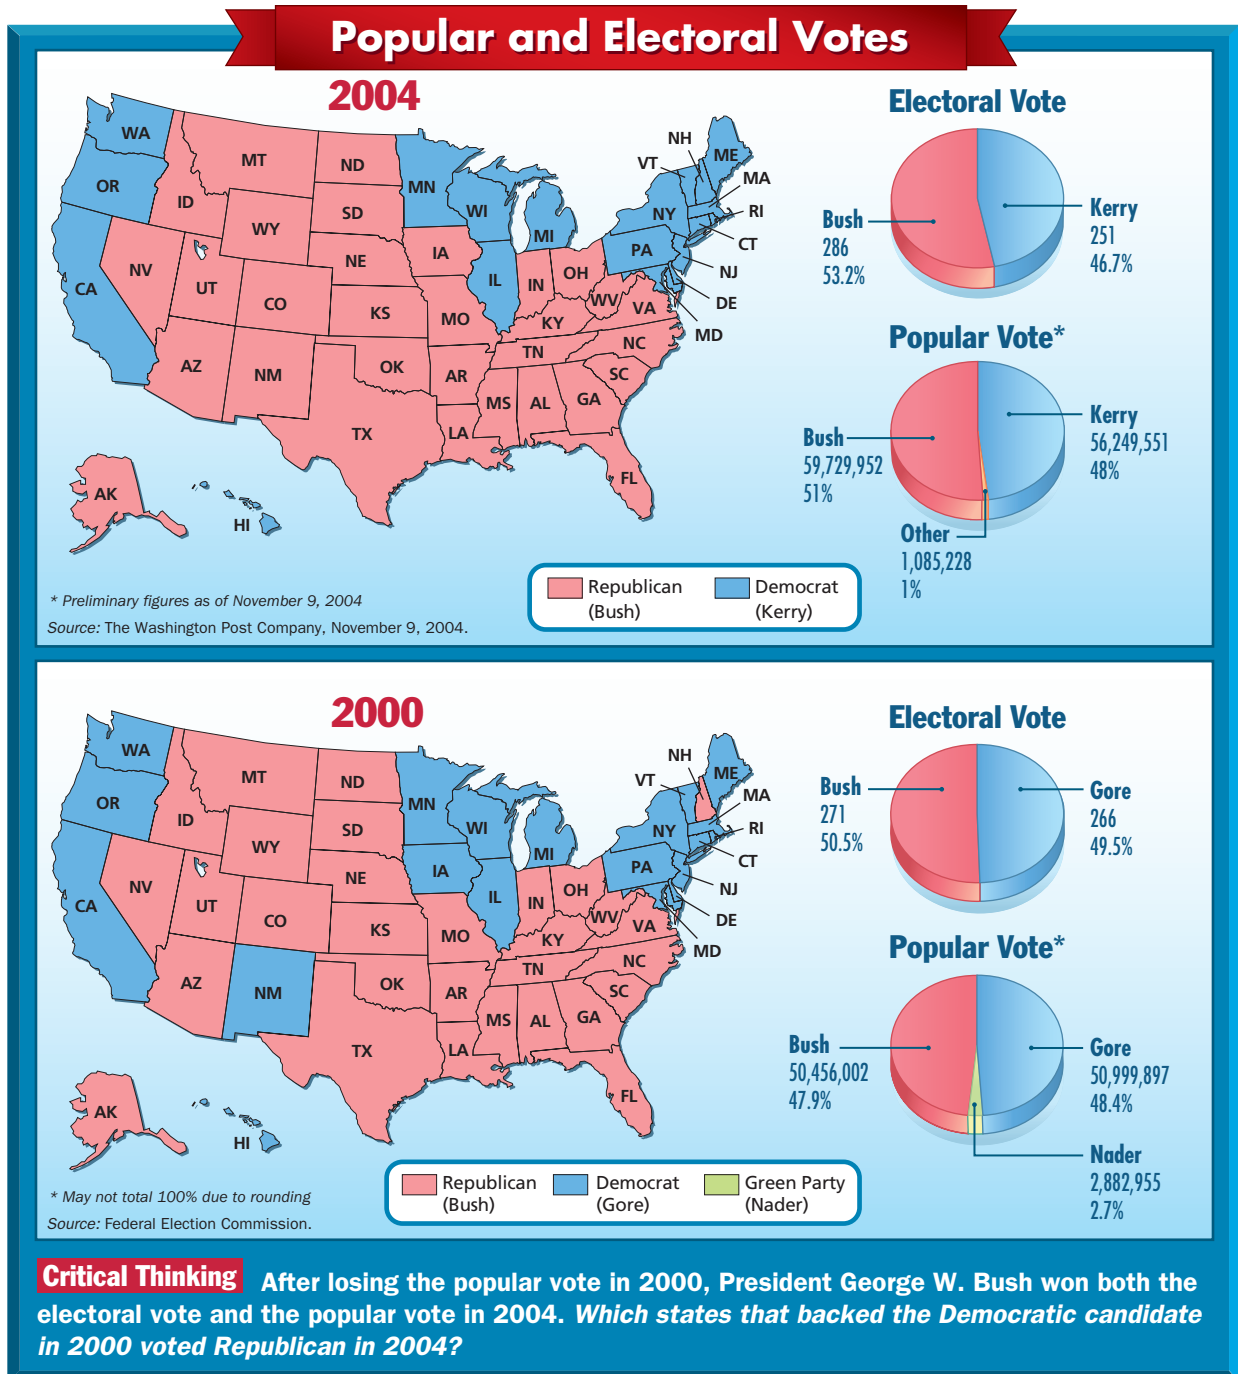 Popular and Electoral Votes
2004
WA
OR
CA
NV
ID
MT
WY
UT
AZ
CO
NM
ND
SD
NE
KS
OK
TX
MN
IA
MO
AR
LA
WI
IL
MI
IN
OH
KY
TN
MS
AL
GA
FL
SC
NC
VA
WV
PA
NY
VT
NH
ME
MA
RI
CT
NJ
DE
MD
AK
HI
Electoral Vote
Bush
286
53.2%
Kerry
251
46.7%
Popular Vote*
Bush
59,729,952
51%
Kerry
56,249,551
48%
Other
1,085,228
1%
Republican
(Bush)
Democrat
(Kerry)
* Preliminary figures as of November 9, 2004
Source: The Washington Post Company, November 9, 2004.
2000
WA
OR
CA
NV
ID
MT
WY
UT
AZ
CO
NM
ND
SD
NE
KS
OK
TX
MN
IA
MO
AR
LA
WI
IL
MI
IN
OH
KY
TN
MS
AL
GA
FL
SC
NC
VA
WV
PA
NY
VT
NH
ME
MA
RI
CT
NJ
DE
MD
AK
HI
Electoral Vote
Bush
271
50.5%
Gore
266
49.5%
Popular Vote*
Bush
50,456,002
47.9%
Gore
50,999,897
48.4%
Nader
2,882,955
2.7%
Republican
(Bush)
Democrat
(Gore)
Green Party
(Nader)
* May not total 100% due to rounding
Source: Federal Election Commission.
Critical Thinking After losing the popular vote in 2000, President George W. Bush won both the
electoral vote and the popular vote in 2004. Which states that backed the Democratic candidate
in 2000 voted Republican in 2004?